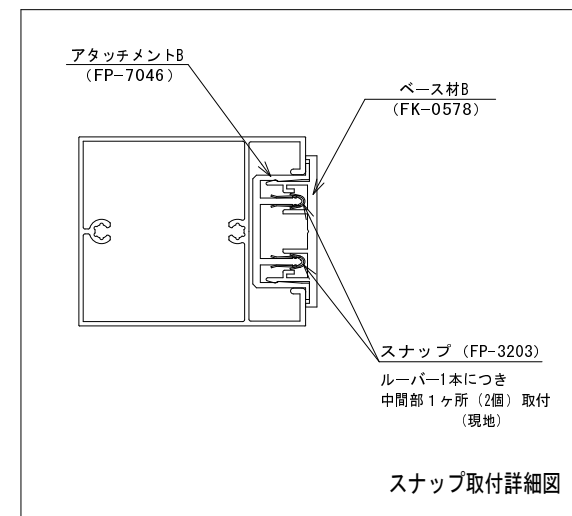 アタッチメントB
(FP-7046)
ベース材B
(FK-0578)
スナップ (FP-3203)
ルーバー1本につき
中間部１ヶ所 (2個) 取付
(現地)
スナップ取付詳細図